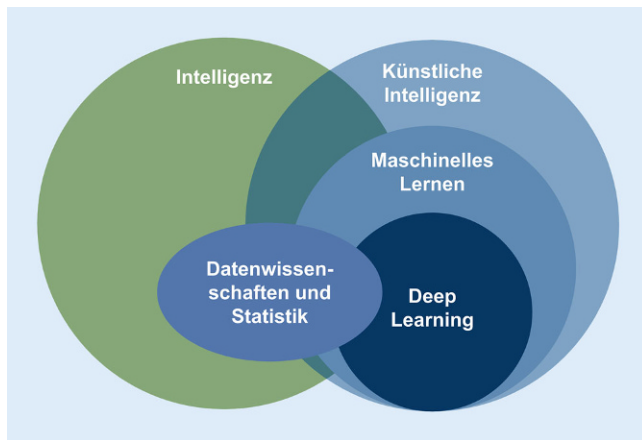 Intelligenz
Künstliche
Intelligenz
Maschinelles
Lernen
Datenwissen-
schaften und
Statistik
Deep
Learning